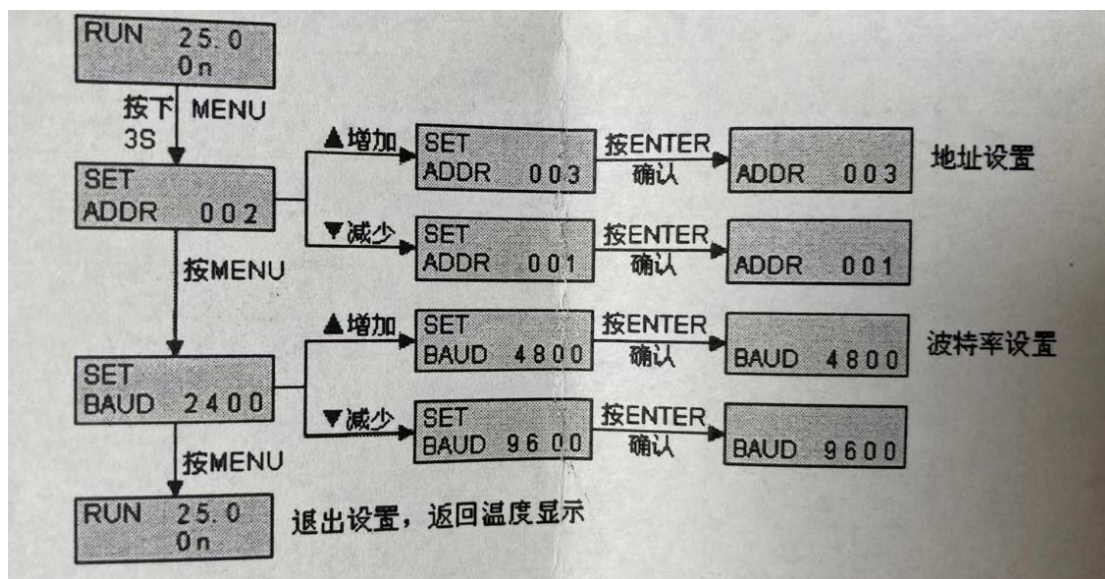 RUN 25.0
0n
按下 MENU
3S
SET
ADDR 002
▲增加
SET
ADDR 003
按ENTER
确认
ADDR 003
地址设置
▼减少
SET
ADDR 001
按ENTER
确认
ADDR 001
按MENU
SET
BAUD 2400
▲增加
SET
BAUD 4800
按ENTER
确认
BAUD 4800
波特率设置
▼减少
SET
BAUD 9600
按ENTER
确认
BAUD 9600
按MENU
RUN 25.0
0n
退出设置，返回温度显示